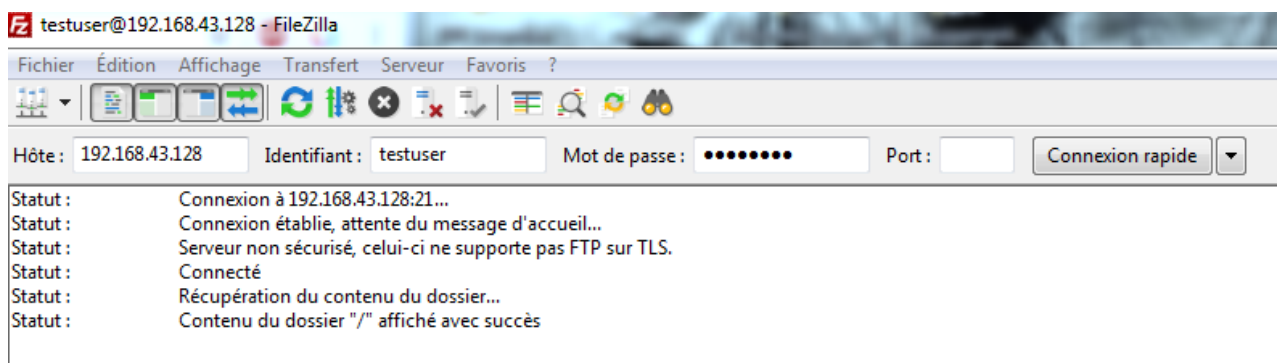 testuser@192.168.43.128 - FileZilla
Fichier Édition Affichage Transfert Serveur Favoris ?
Hôte : 192.168.43.128 Identifiant : testuser Mot de passe : ●●●●●●●● Port : Connexion rapide
Statut : Connexion à 192.168.43.128:21...
Statut : Connexion établie, attente du message d'accueil...
Statut : Serveur non sécurisé, celui-ci ne supporte pas FTP sur TLS.
Statut : Connecté
Statut : Récupération du contenu du dossier...
Statut : Contenu du dossier "/" affiché avec succès